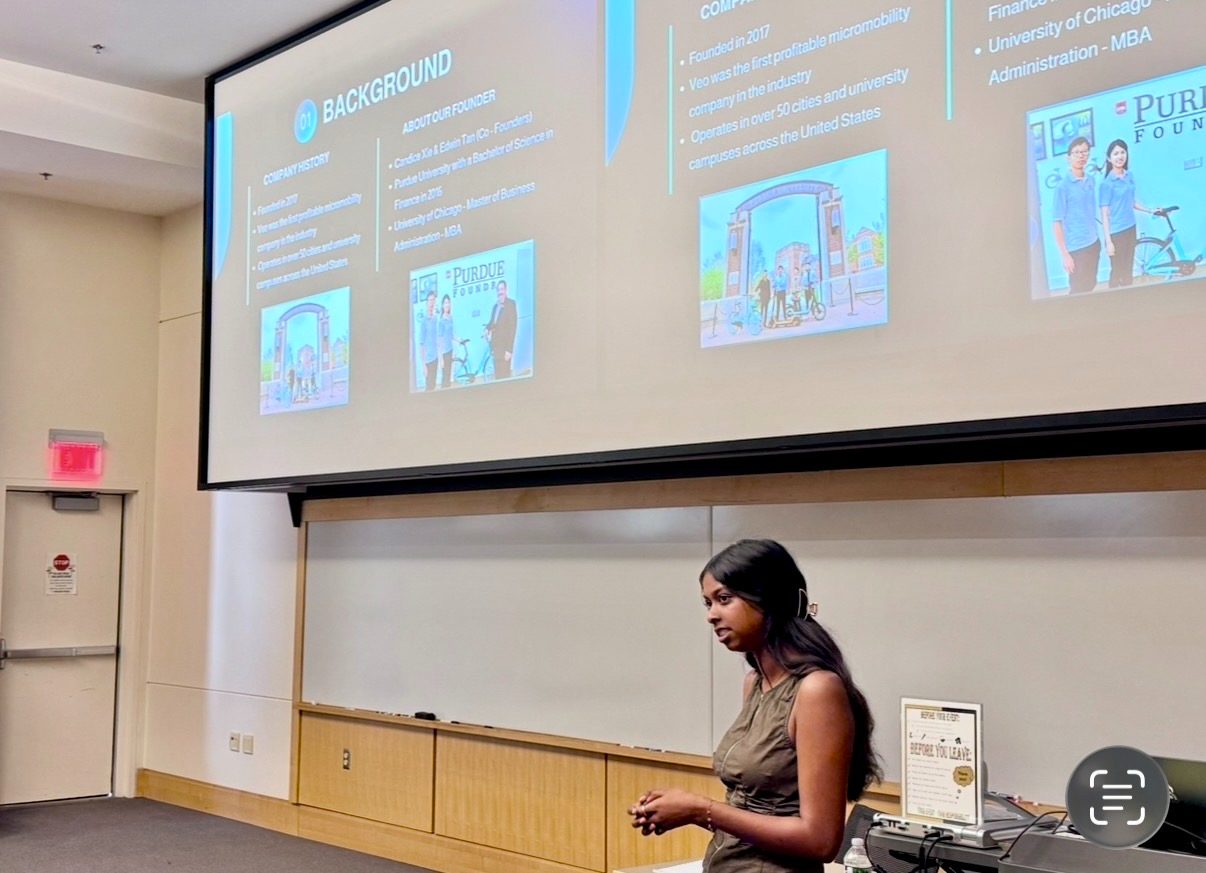 01
BACKGROUND
COMPANY HISTORY
• Founded in 2017
• Veo was the first profitable micromobility
company in the industry
• Operates in over 50 cities and university
campuses across the United States
ABOUT OUR FOUNDER
• Candice Xie & Edwin Tan (Co - Founders)
• Purdue University with a Bachelor of Science in
Finance in 2016
• University of Chicago - Master of Business
Administration - MBA
PURDUE
FOUND
• Founded in 2017
• Veo was the first profitable micromobility
company in the industry
• Operates in over 50 cities and university
campuses across the United States
Finance
• University of Chicago -
Administration - MBA
PUR
FOUN
STOP
BEFORE YOU LEAVE: